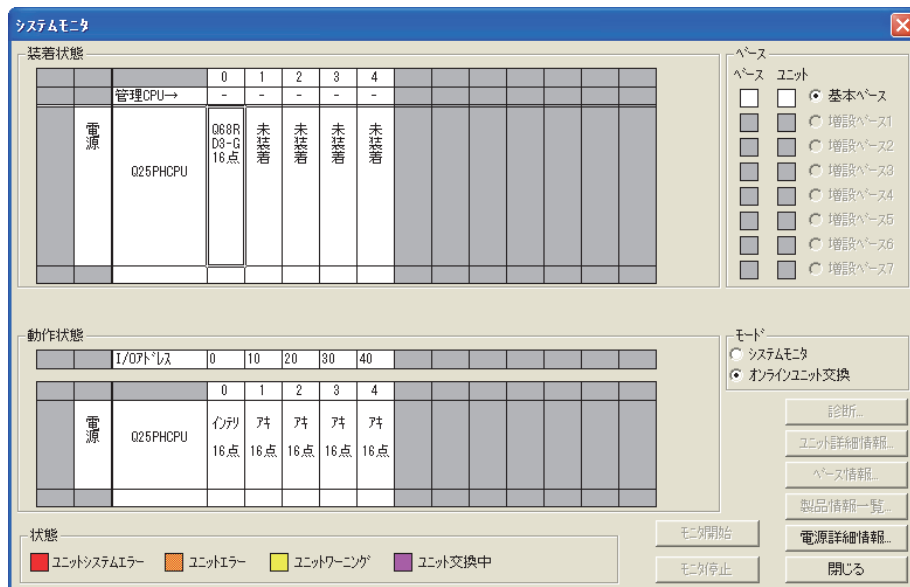 システムモニタ
装着状態
0 1 2 3 4
管理CPU→ - - - - -
電源 Q25PHCPU Q68RD3-G 16点 未装着 未装着 未装着 未装着
ベース
ベース ユニット
基本ベース
増設ベース1
増設ベース2
増設ベース3
増設ベース4
増設ベース5
増設ベース6
増設ベース7
動作状態
I/Oアドレス 0 10 20 30 40
0 1 2 3 4
電源 Q25PHCPU インテリ アキ アキ アキ アキ
16点 16点 16点 16点 16点
モード
システムモニタ
オンラインユニット交換
診断...
ユニット詳細情報...
ベース情報...
製品情報一覧...
電源詳細情報...
閉じる
モニタ開始
モニタ停止
状態
ユニットシステムエラー ユニットエラー ユニットワーニング ユニット交換中